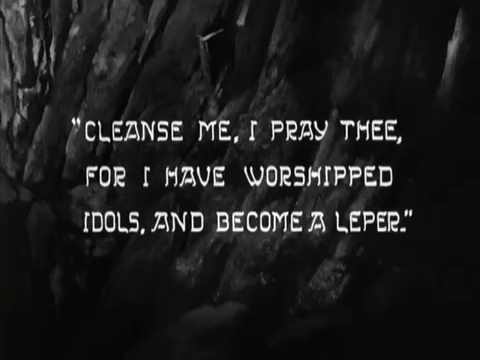 "CLEANSE ME, I PRAY THEE,
FOR I HAVE WORSHIPPED
IDOLS, AND BECOME A LEPER."